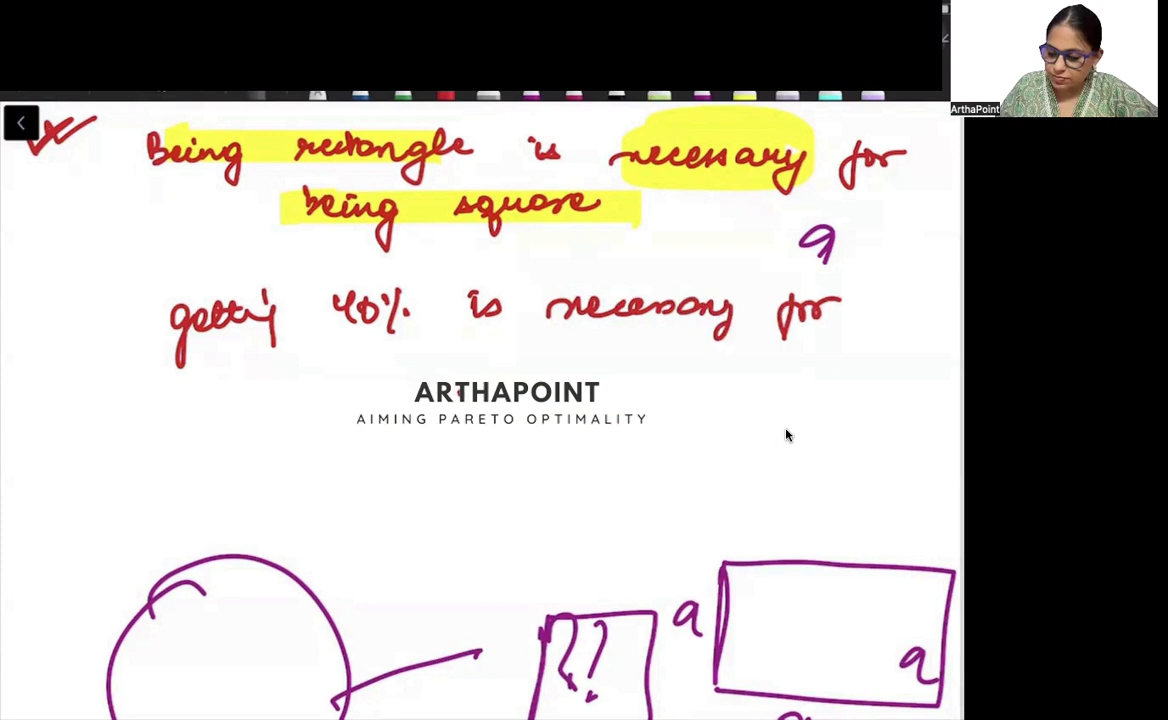 ArthaPoint
Being rectangle is necessary for
being square
a
getting 40% is necessary for
ARTHAPOINT
AIMING PARETO OPTIMALITY
??
a
a